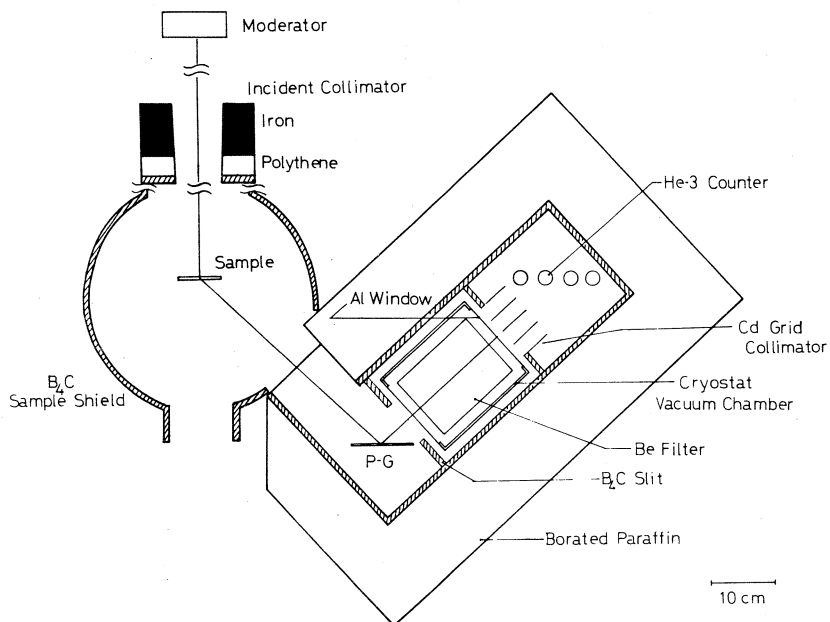 Moderator
Incident Collimator
Iron
Polythene
He-3 Counter
Sample
Al Window
Cd Grid
Collimator
B4C
Sample Shield
Cryostat
Vacuum Chamber
Be Filter
P-G
B4C Slit
Borated Paraffin
10 cm